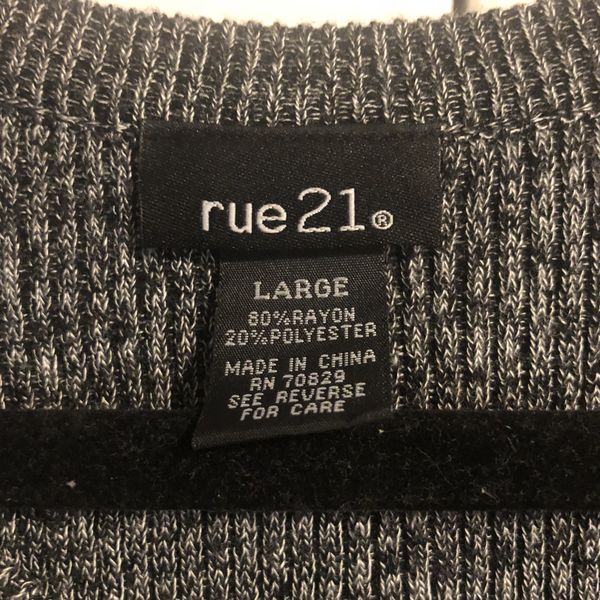 rue21®
LARGE
80%RAYON
20%POLYESTER
MADE IN CHINA
RN 70829
SEE REVERSE
FOR CARE